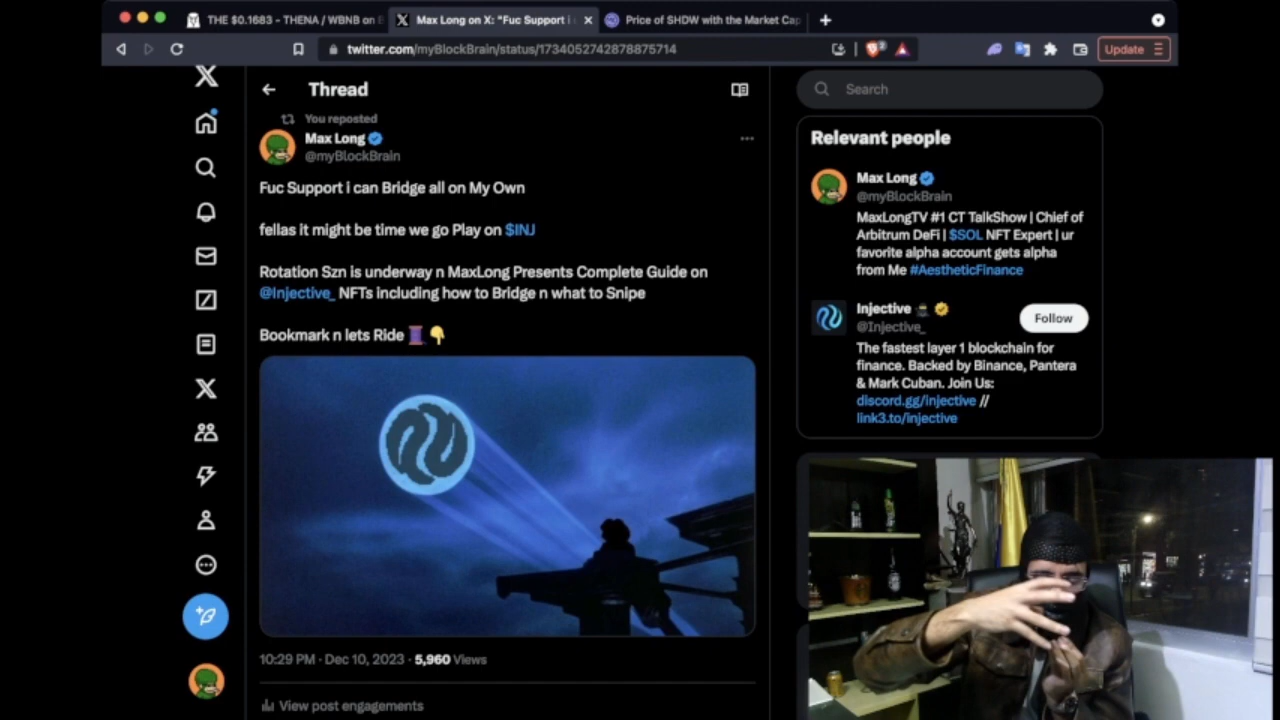 THE $0.1683 - THENA / WBNB on
Max Long on X: "Fuc Support i
Price of SHDW with the Market Cap
twitter.com/myBlockBrain/status/1734052742878875714
Update
Thread
You reposted
Max Long
@myBlockBrain
Fuc Support i can Bridge all on My Own
fellas it might be time we go Play on $INJ
Rotation Szn is underway n MaxLong Presents Complete Guide on
@Injective_ NFTs including how to Bridge n what to Snipe
Bookmark n lets Ride 🧵👇
10:29 PM · Dec 10, 2023 · 5,960 Views
View post engagements
Search
Relevant people
Max Long
@myBlockBrain
MaxLongTV #1 CT TalkShow | Chief of
Arbitrum DeFi | $SOL NFT Expert | ur
favorite alpha account gets alpha
from Me #AestheticFinance
Injective 🥷
@Injective_
Follow
The fastest layer 1 blockchain for
finance. Backed by Binance, Pantera
& Mark Cuban. Join Us:
discord.gg/injective //
link3.to/injective